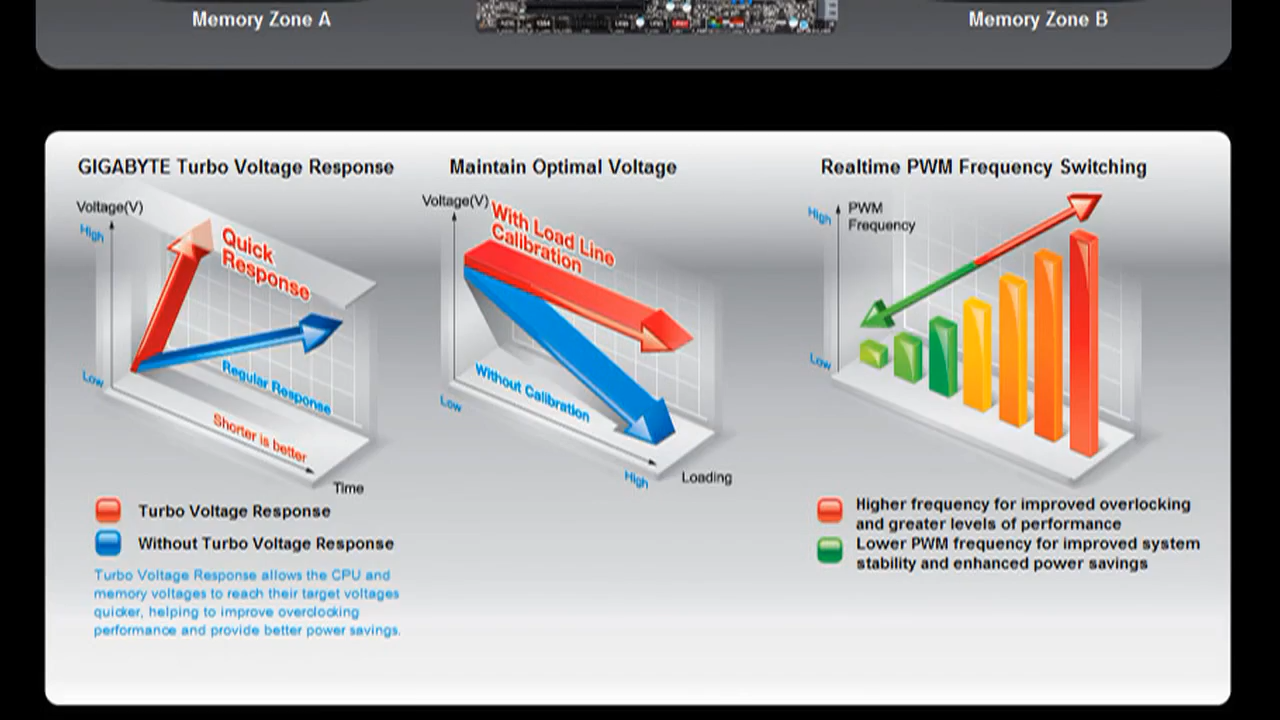 Memory Zone A
Memory Zone B
GIGABYTE Turbo Voltage Response
Voltage(V)
High
Quick
Response
Regular Response
Low
Shorter is better
Time
Turbo Voltage Response
Without Turbo Voltage Response
Turbo Voltage Response allows the CPU and
memory voltages to reach their target voltages
quicker, helping to improve overclocking
performance and provide better power savings.
Maintain Optimal Voltage
Voltage(V)
With Load Line
Calibration
Without Calibration
Low
High
Loading
Realtime PWM Frequency Switching
High
PWM
Frequency
Low
Higher frequency for improved overlocking
and greater levels of performance
Lower PWM frequency for improved system
stability and enhanced power savings